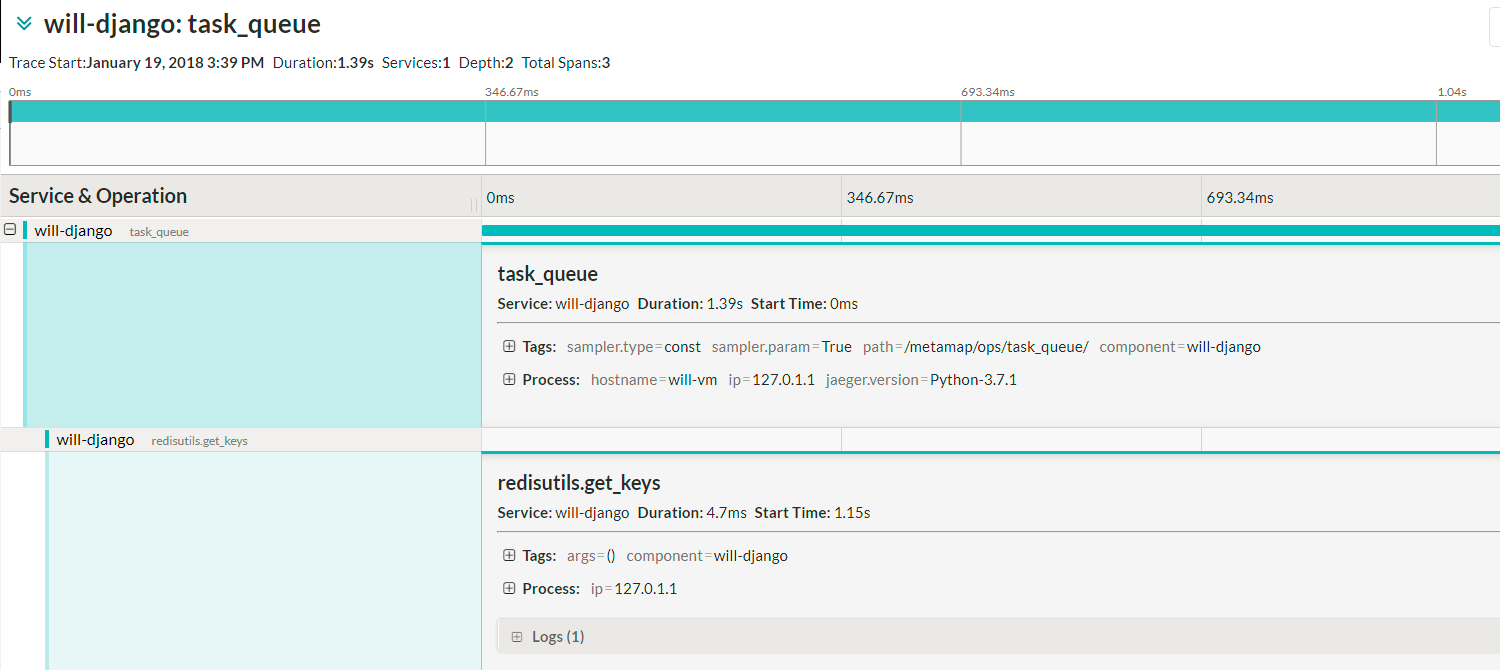 will-django: task_queue
Trace Start:January 19, 2018 3:39 PM Duration:1.39s Services:1 Depth:2 Total Spans:3
0ms 346.67ms 693.34ms 1.04s
Service & Operation 0ms 346.67ms 693.34ms
will-django task_queue
task_queue
Service: will-django Duration: 1.39s Start Time: 0ms
Tags: sampler.type=const sampler.param=True path=/metamap/ops/task_queue/ component=will-django
Process: hostname=will-vm ip=127.0.1.1 jaeger.version=Python-3.7.1
will-django redisutils.get_keys
redisutils.get_keys
Service: will-django Duration: 4.7ms Start Time: 1.15s
Tags: args=() component=will-django
Process: ip=127.0.1.1
Logs (1)